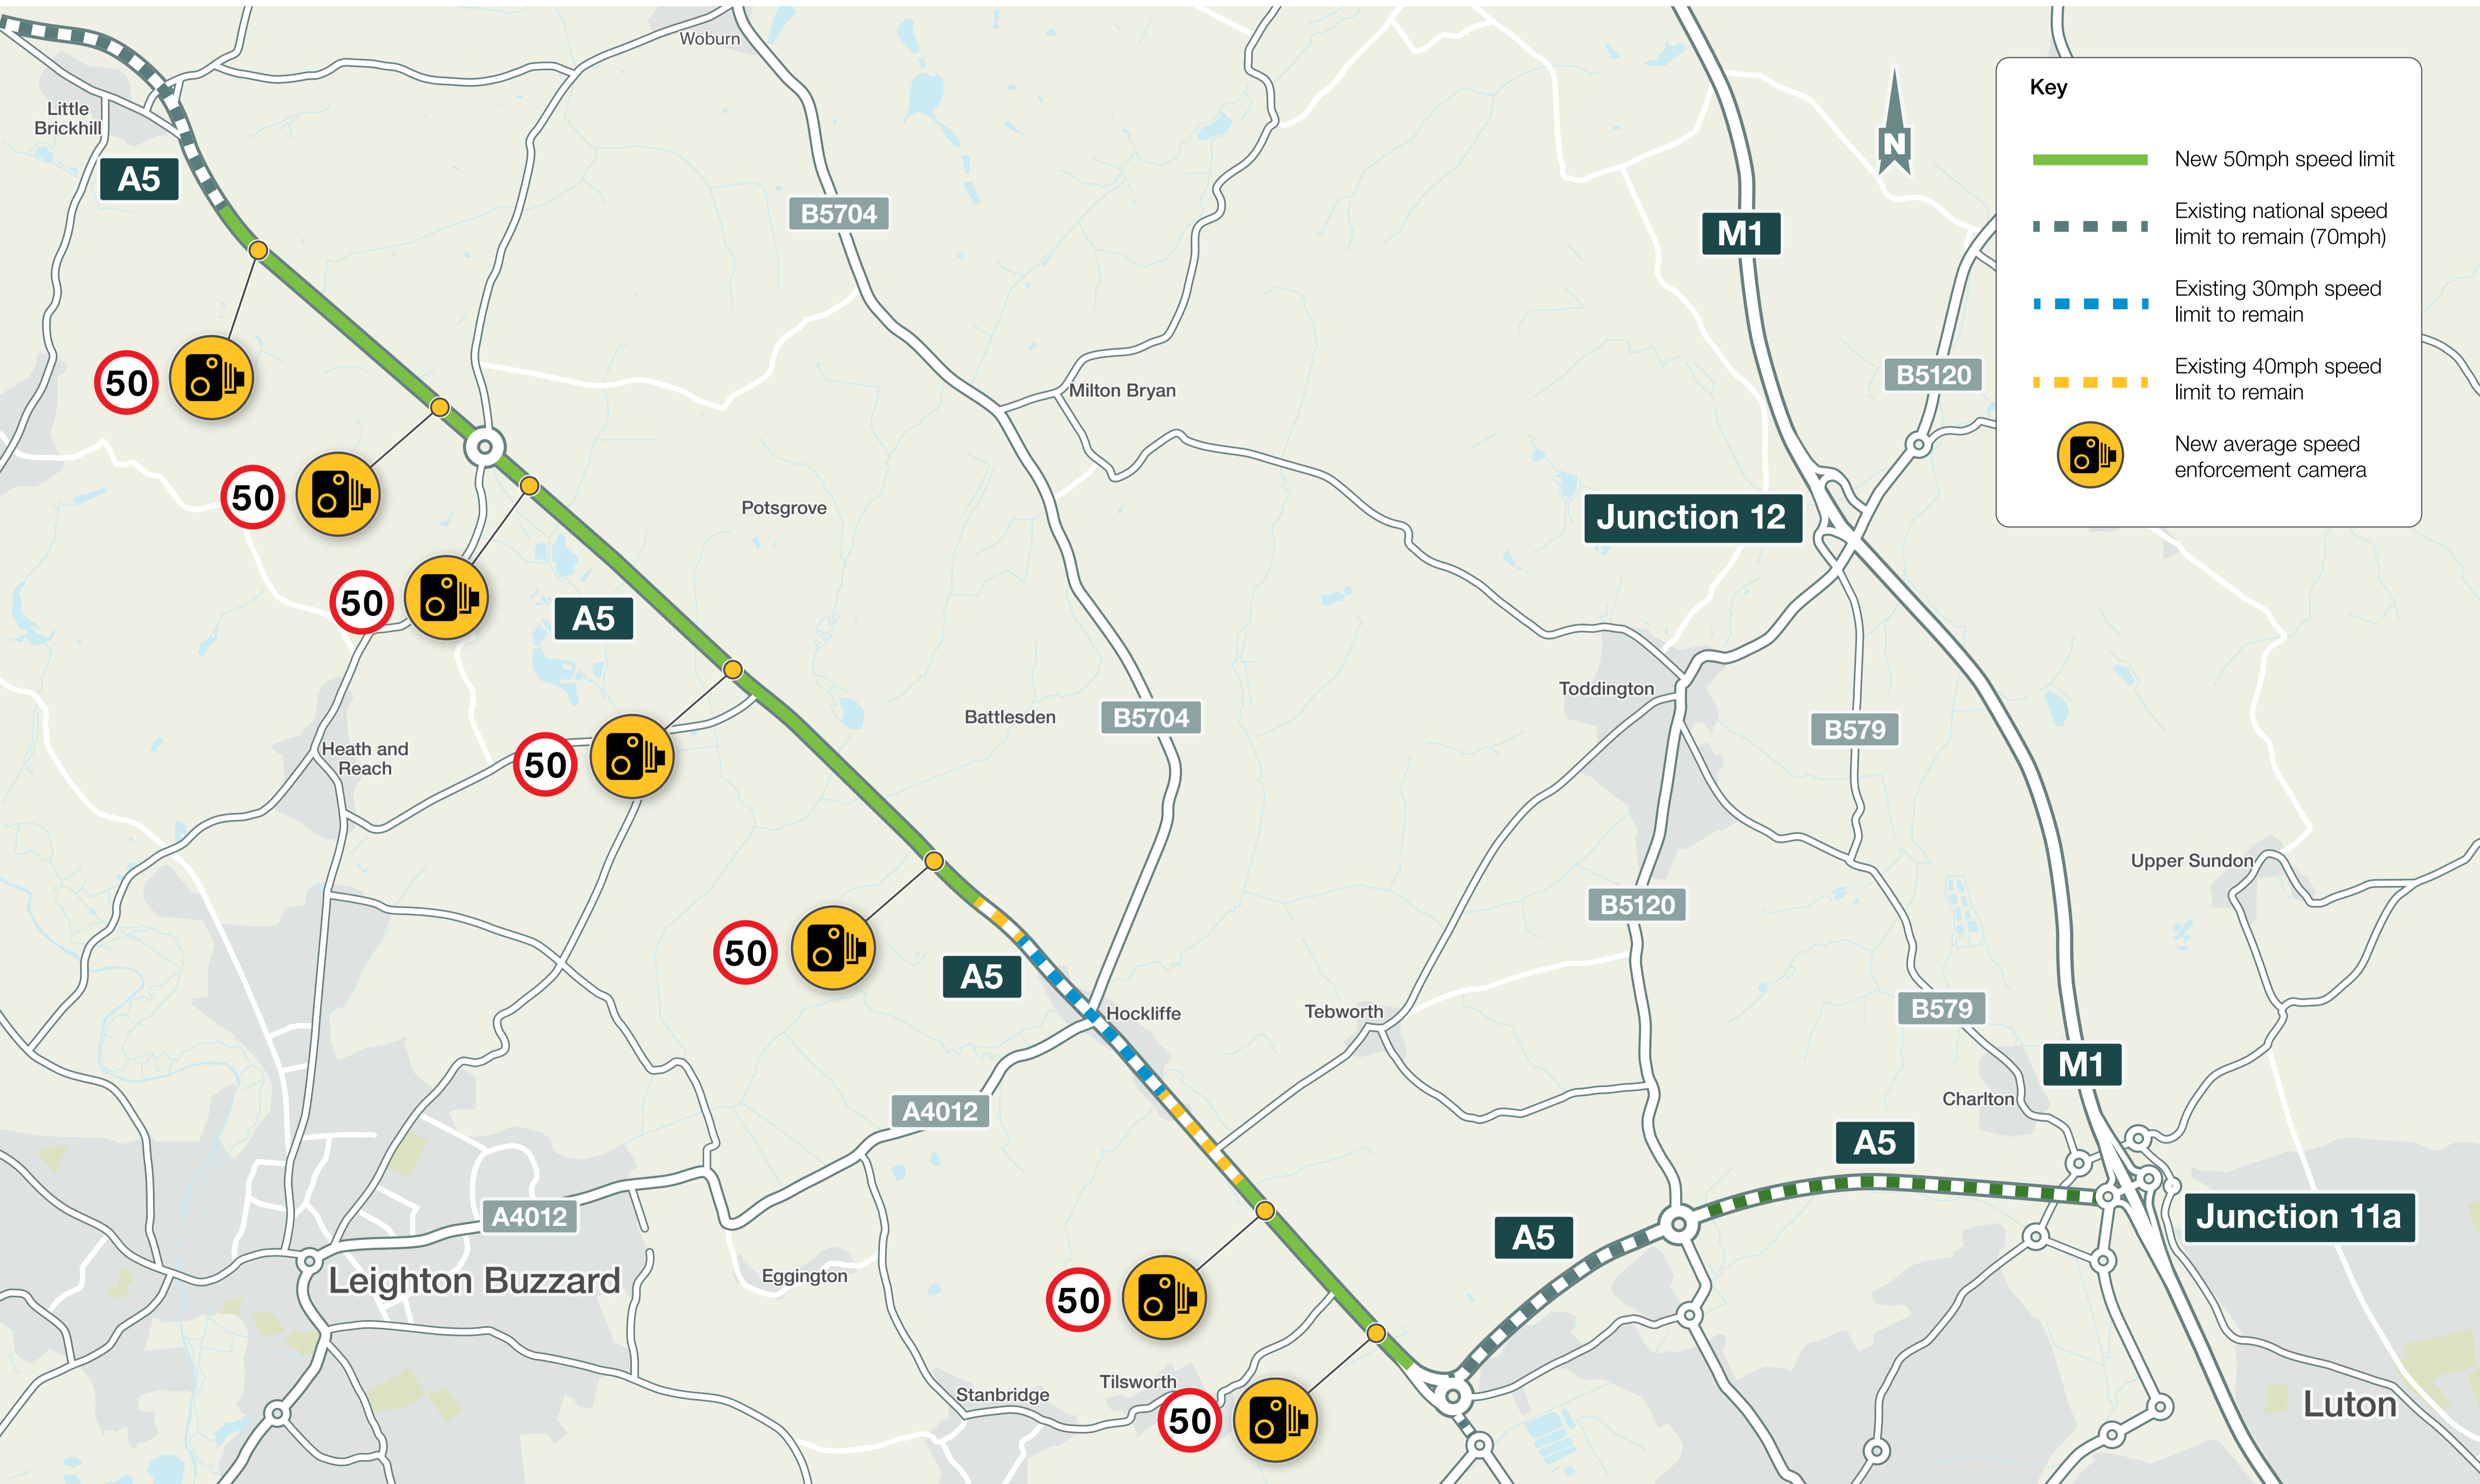 Woburn
Little
Brickhill
A5
B5704
M1
N
Key
New 50mph speed limit
Existing national speed
limit to remain (70mph)
Existing 30mph speed
limit to remain
Existing 40mph speed
limit to remain
New average speed
enforcement camera
50
B5120
Milton Bryan
50
Potsgrove
Junction 12
50
A5
Toddington
Battlesden
B5704
B579
Heath and
Reach
50
Upper Sundon
B5120
50
A5
Hockliffe
Tebworth
B579
M1
A4012
Charlton
A5
A4012
A5
Junction 11a
Leighton Buzzard
Eggington
50
Tilsworth
Stanbridge
50
Luton